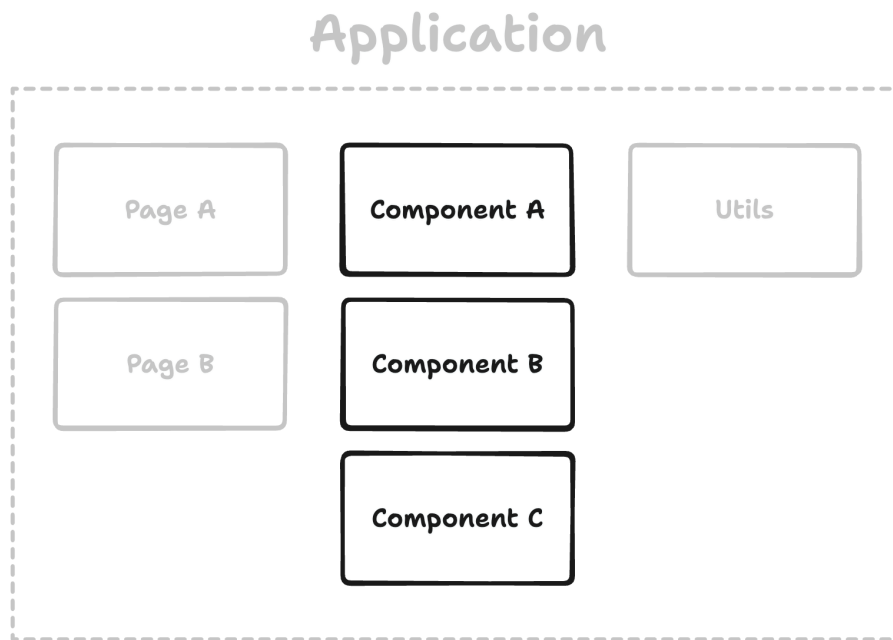 Application
Page A
Component A
Utils
Page B
Component B
Component C